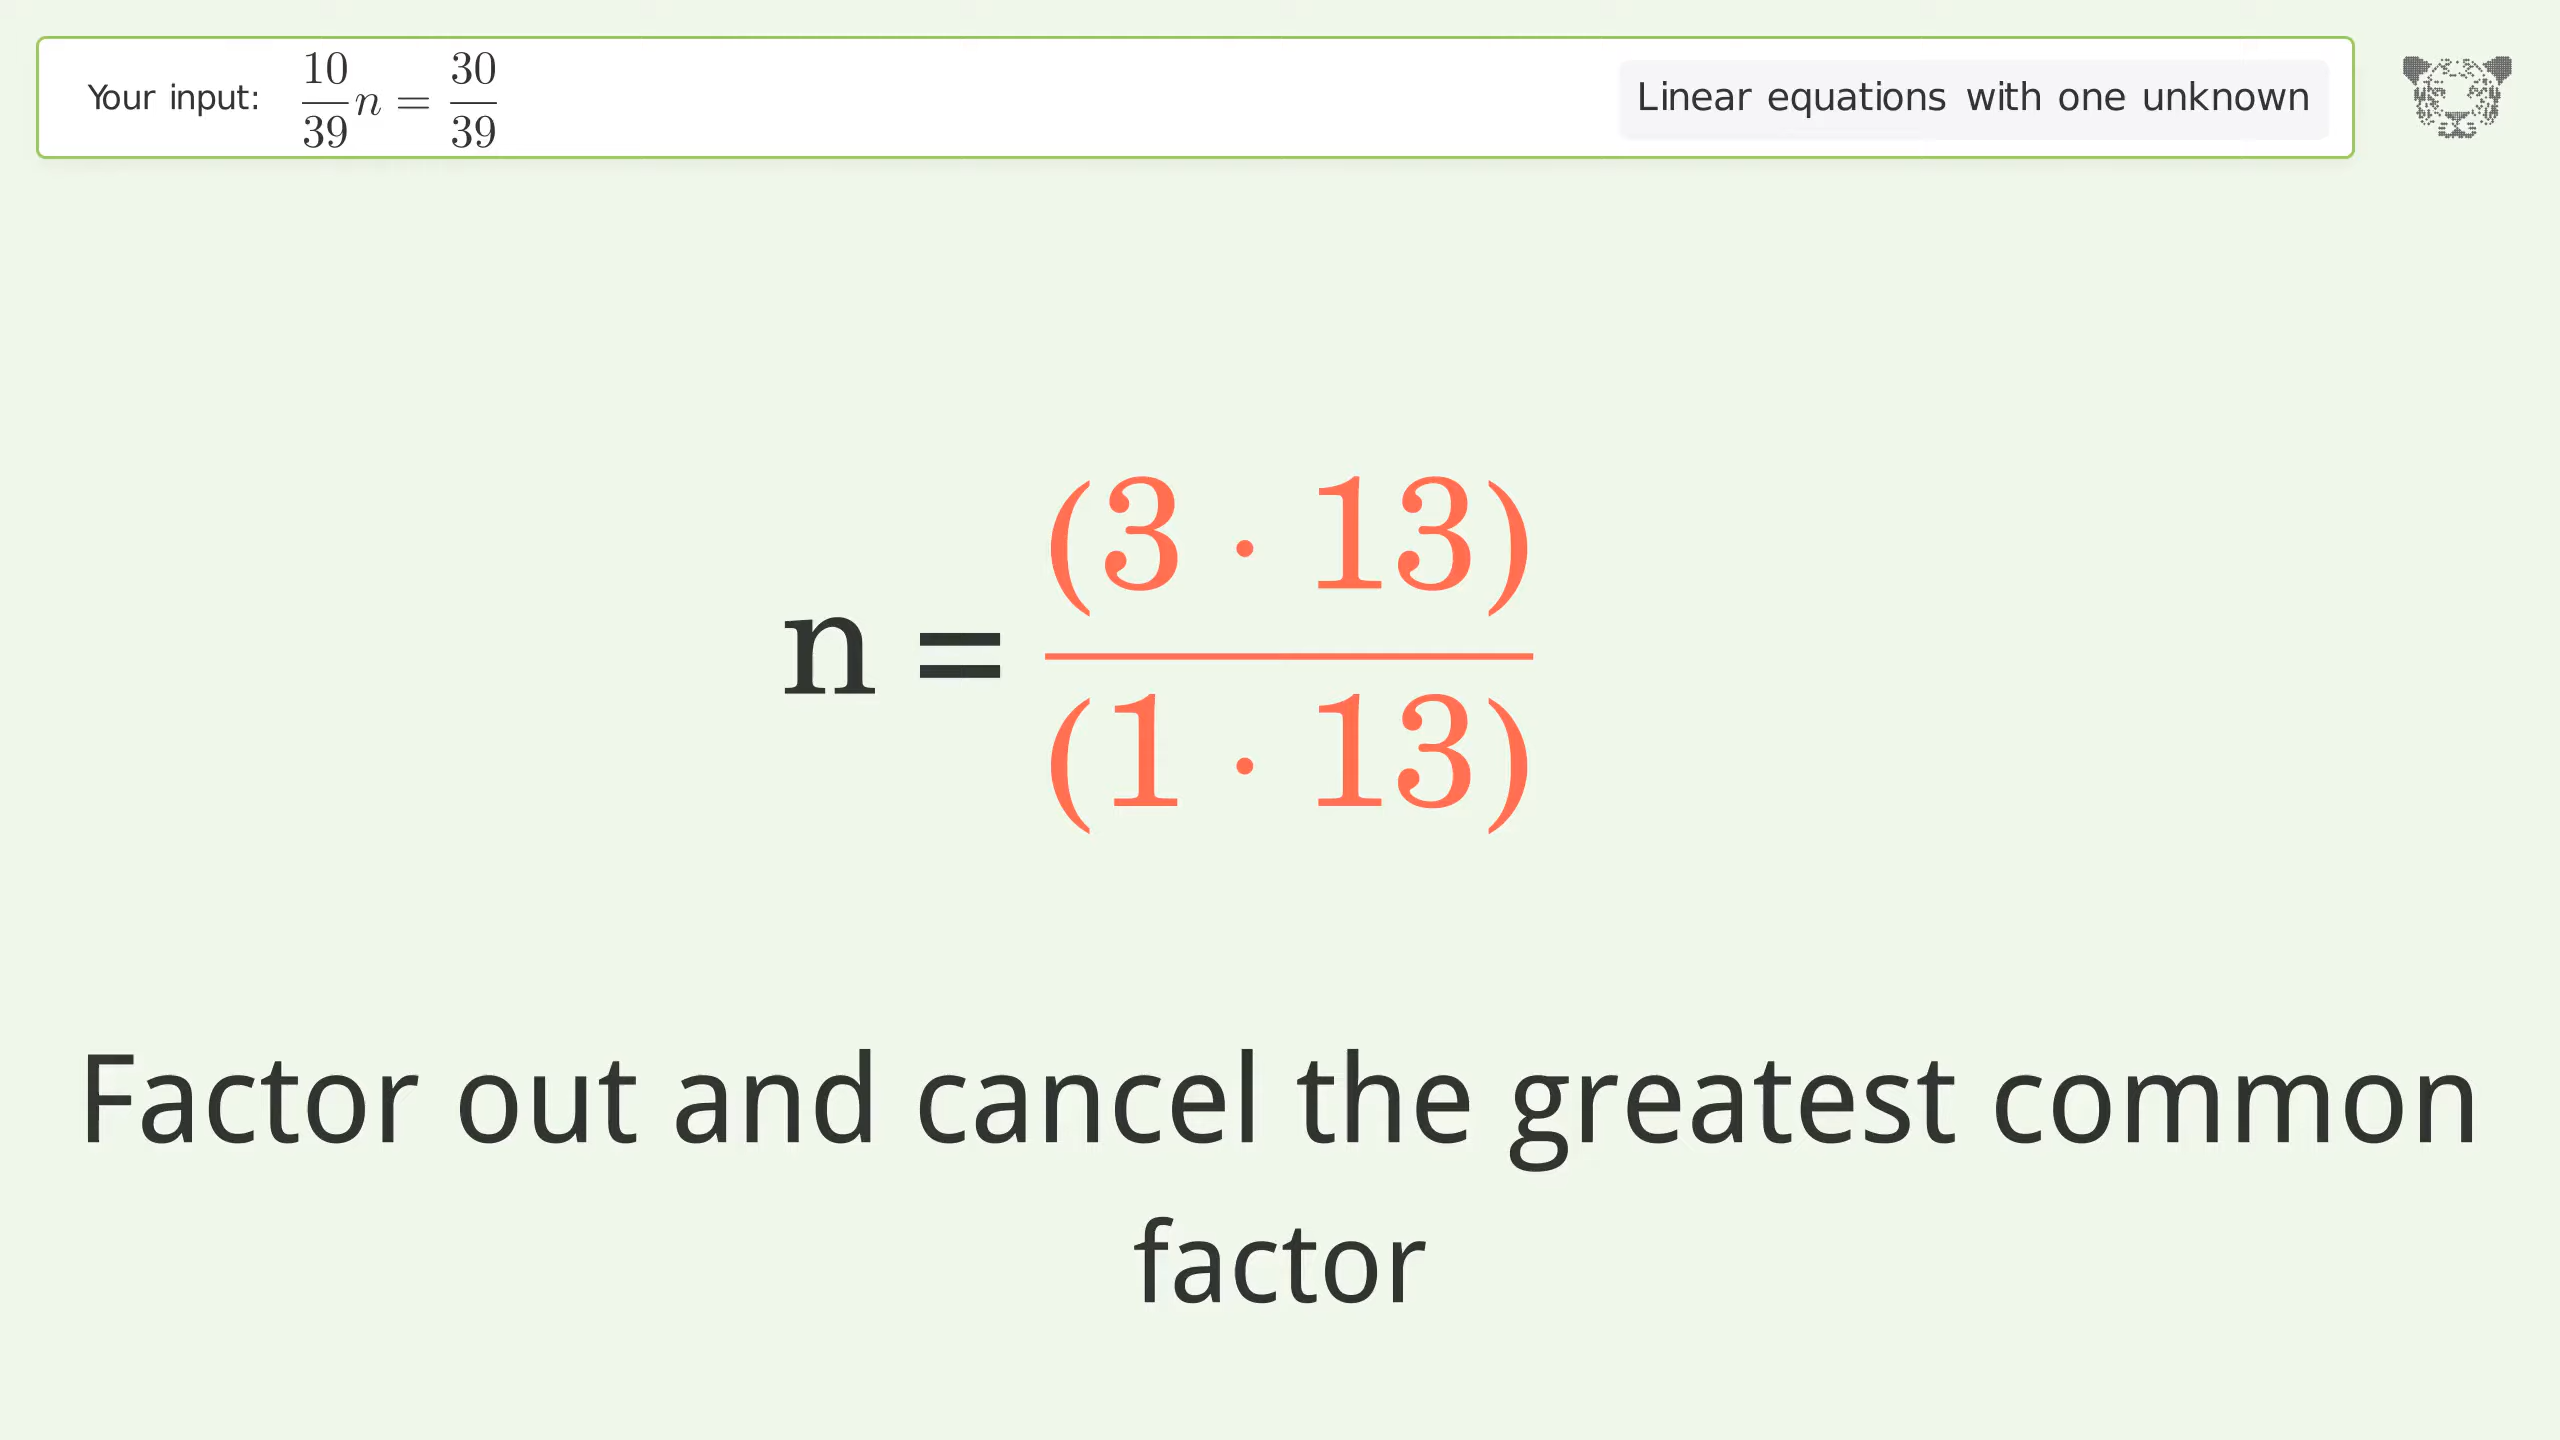 Your input: 10/39 n = 30/39
Linear equations with one unknown
n = (3 · 13)/(1 · 13)
Factor out and cancel the greatest common
factor